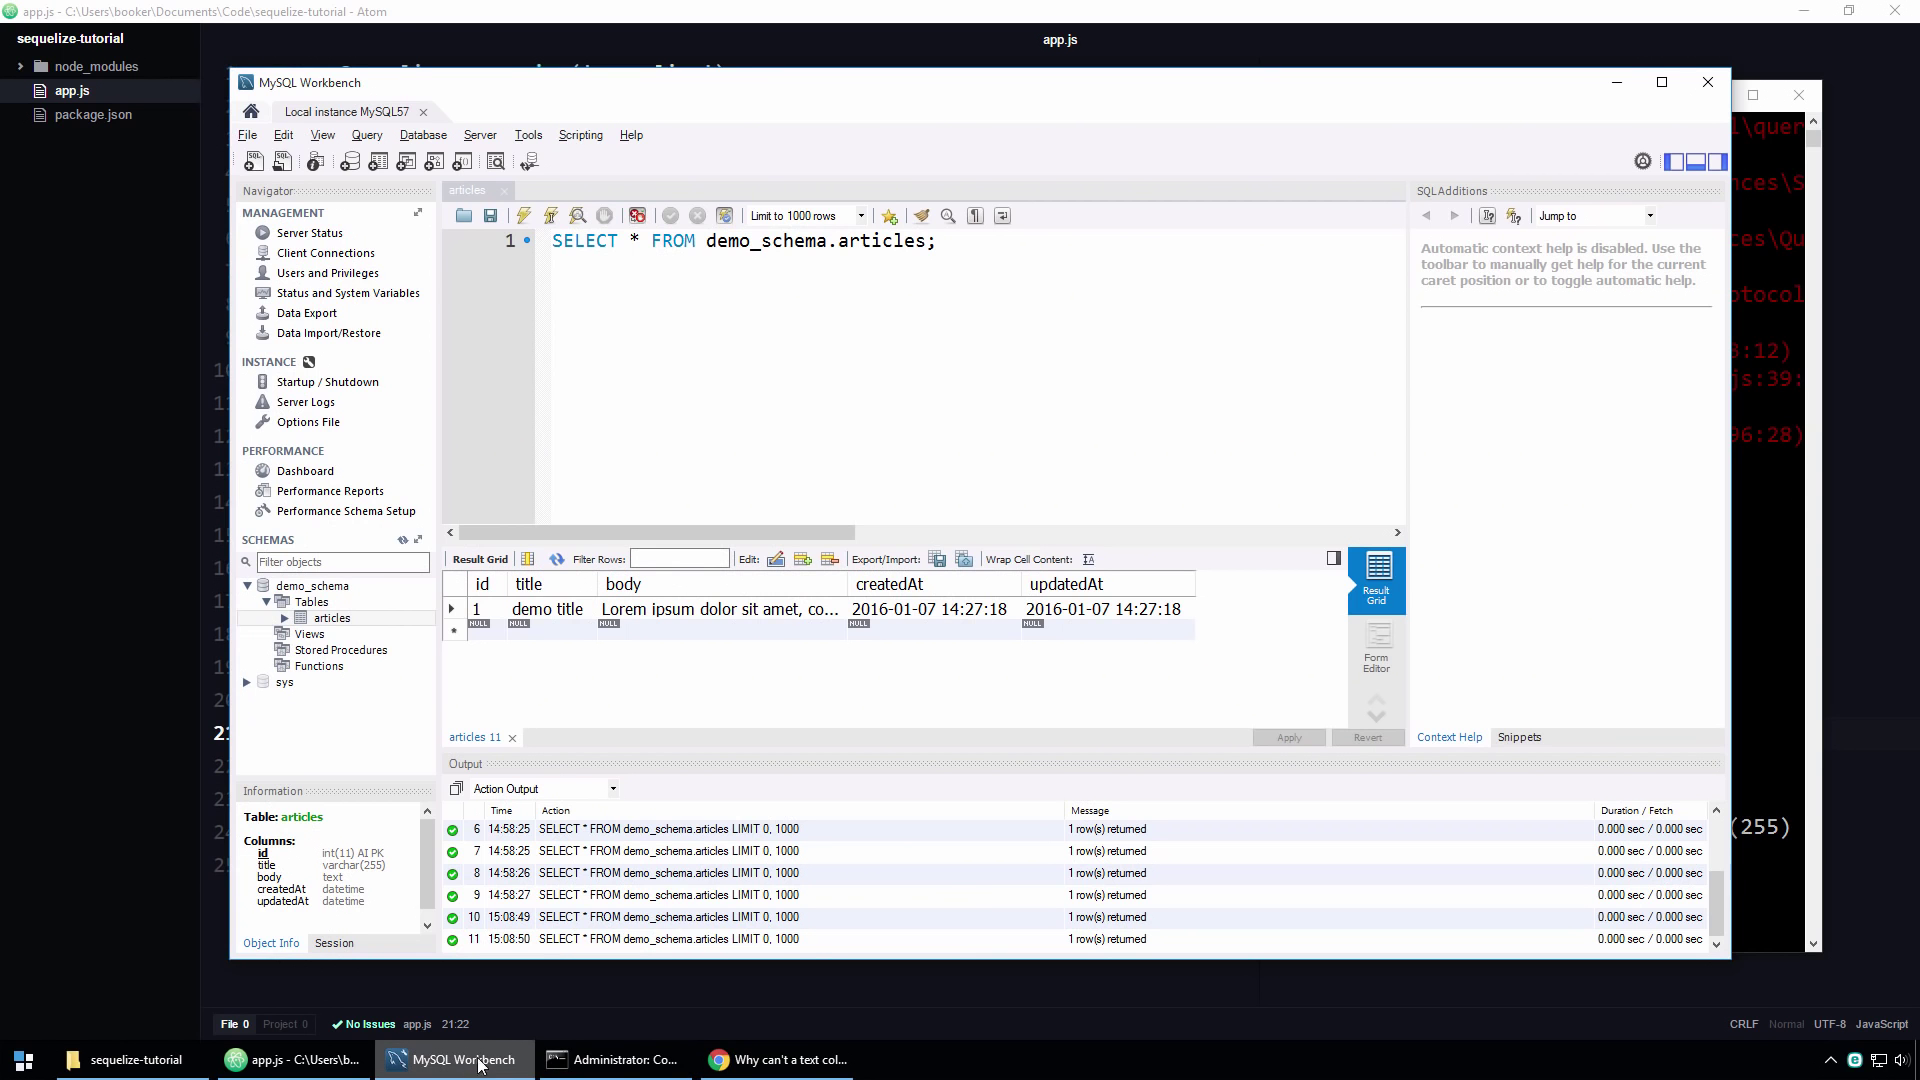 app.js - C:\Users\booker\Documents\Code\sequelize-tutorial - Atom
sequelize-tutorial
app.js
node_modules
app.js
package.json
MySQL Workbench
Local instance MySQL57
File Edit View Query Database Server Tools Scripting Help
Navigator
MANAGEMENT
Server Status
Client Connections
Users and Privileges
Status and System Variables
Data Export
Data Import/Restore
INSTANCE
Startup / Shutdown
Server Logs
Options File
PERFORMANCE
Dashboard
Performance Reports
Performance Schema Setup
SCHEMAS
Filter objects
demo_schema
Tables
articles
Views
Stored Procedures
Functions
sys
Information
Table: articles
Columns:
id int(11) AI PK
title varchar(255)
body text
createdAt datetime
updatedAt datetime
Object Info Session
articles
Limit to 1000 rows
1 SELECT * FROM demo_schema.articles;
Result Grid Filter Rows: Edit: Export/Import: Wrap Cell Content:
id title body createdAt updatedAt
1 demo title Lorem ipsum dolor sit amet, co... 2016-01-07 14:27:18 2016-01-07 14:27:18
NULL NULL NULL NULL NULL
Result Grid
Form Editor
articles 11
Apply Revert
SQLAdditions
Jump to
Automatic context help is disabled. Use the
toolbar to manually get help for the current
caret position or to toggle automatic help.
Context Help Snippets
Output
Action Output
Time Action Message Duration / Fetch
6 14:58:25 SELECT * FROM demo_schema.articles LIMIT 0, 1000 1 row(s) returned 0.000 sec / 0.000 sec
7 14:58:25 SELECT * FROM demo_schema.articles LIMIT 0, 1000 1 row(s) returned 0.000 sec / 0.000 sec
8 14:58:26 SELECT * FROM demo_schema.articles LIMIT 0, 1000 1 row(s) returned 0.000 sec / 0.000 sec
9 14:58:27 SELECT * FROM demo_schema.articles LIMIT 0, 1000 1 row(s) returned 0.000 sec / 0.000 sec
10 15:08:49 SELECT * FROM demo_schema.articles LIMIT 0, 1000 1 row(s) returned 0.000 sec / 0.000 sec
11 15:08:50 SELECT * FROM demo_schema.articles LIMIT 0, 1000 1 row(s) returned 0.000 sec / 0.000 sec
l\quer
nces\S
ces\Qu
otocol
3:12)
js:39:
96:28)
(255)
File 0 Project 0 No Issues app.js 21:22
CRLF Normal UTF-8 JavaScript
sequelize-tutorial
app.js - C:\Users\b...
MySQL Workbench
Administrator: Co...
Why can't a text col...